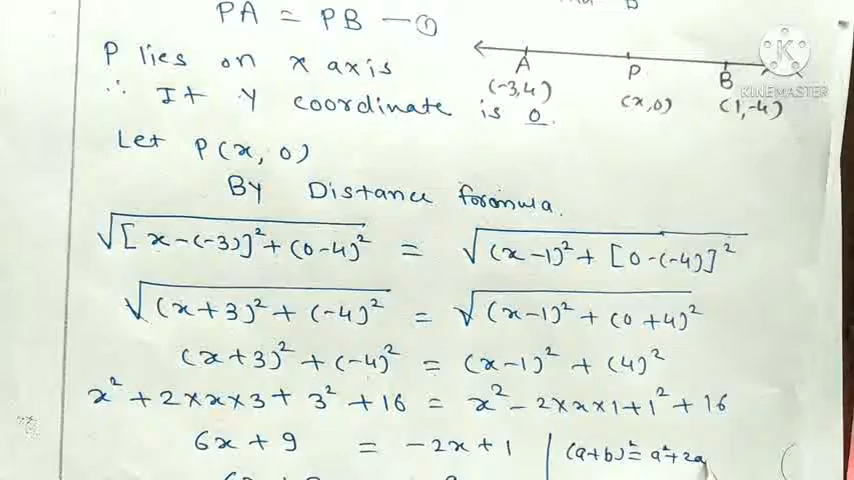 PA = PB — ①
P lies on x axis
∴ It Y coordinate is 0.
A P B
(-3,4) (x,0) (1,-4)
KINEMASTER
Let P(x, 0)
By Distance formula.
√[x-(-3)]²+(0-4)² = √(x-1)²+[0-(-4)]²
√(x+3)²+(-4)² = √(x-1)²+(0+4)²
(x+3)²+(-4)² = (x-1)²+(4)²
x²+2×x×3+3²+16 = x²-2×x×1+1²+16
6x+9 = -2x+1 | (a+b)²=a²+2a